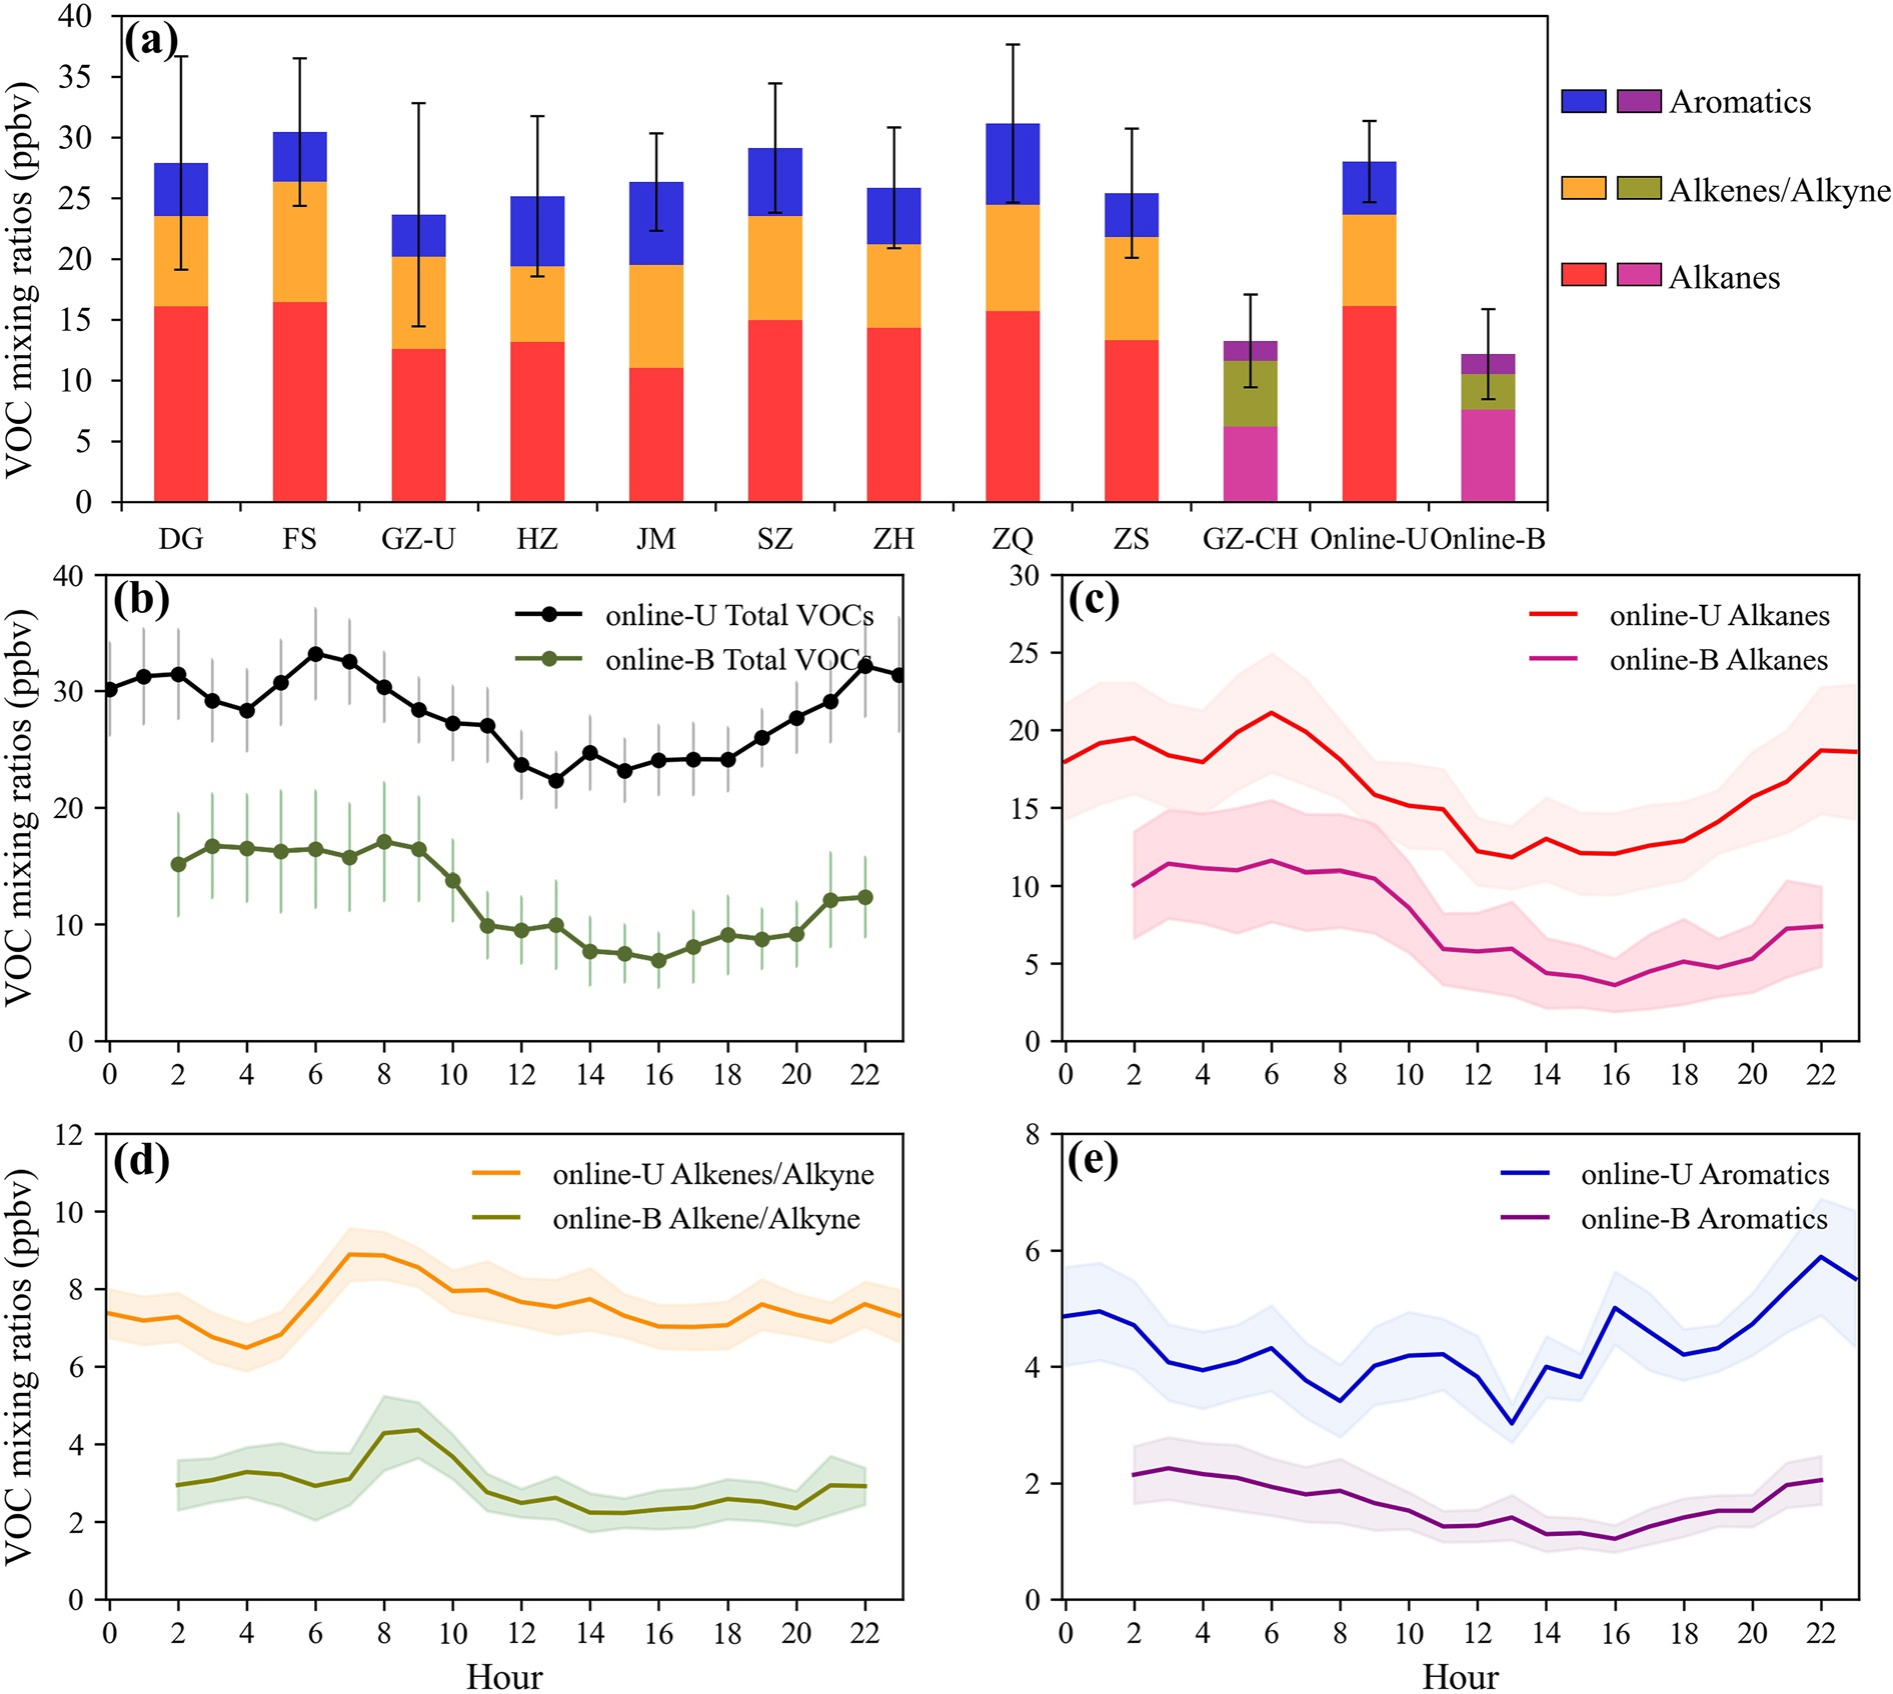 (a)
VOC mixing ratios (ppbv)
40
35
30
25
20
15
10
5
0
DG FS GZ-U HZ JM SZ ZH ZQ ZS GZ-CH Online-U Online-B
Aromatics
Alkenes/Alkyne
Alkanes
(b)
VOC mixing ratios (ppbv)
40
30
20
10
0
online-U Total VOCs
online-B Total VOCs
0 2 4 6 8 10 12 14 16 18 20 22
(c)
30
25
20
15
10
5
0
online-U Alkanes
online-B Alkanes
0 2 4 6 8 10 12 14 16 18 20 22
(d)
VOC mixing ratios (ppbv)
12
10
8
6
4
2
0
online-U Alkenes/Alkyne
online-B Alkene/Alkyne
0 2 4 6 8 10 12 14 16 18 20 22
Hour
(e)
8
6
4
2
0
online-U Aromatics
online-B Aromatics
0 2 4 6 8 10 12 14 16 18 20 22
Hour